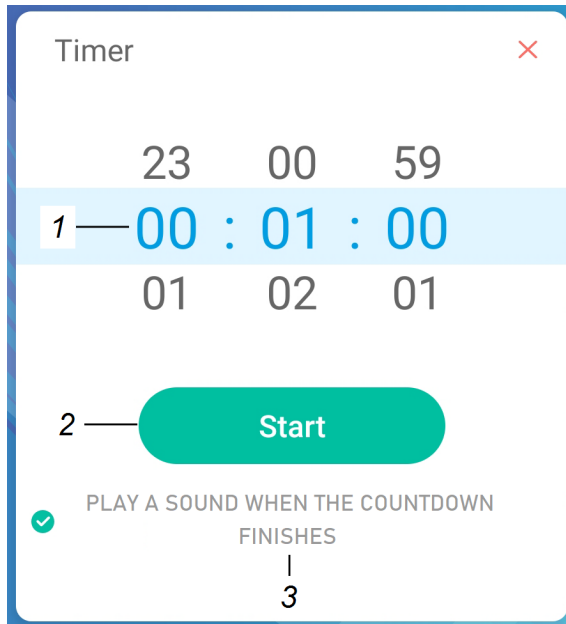 Timer
23 00 59
1 00 : 01 : 00
01 02 01
2 Start
PLAY A SOUND WHEN THE COUNTDOWN
FINISHES
3